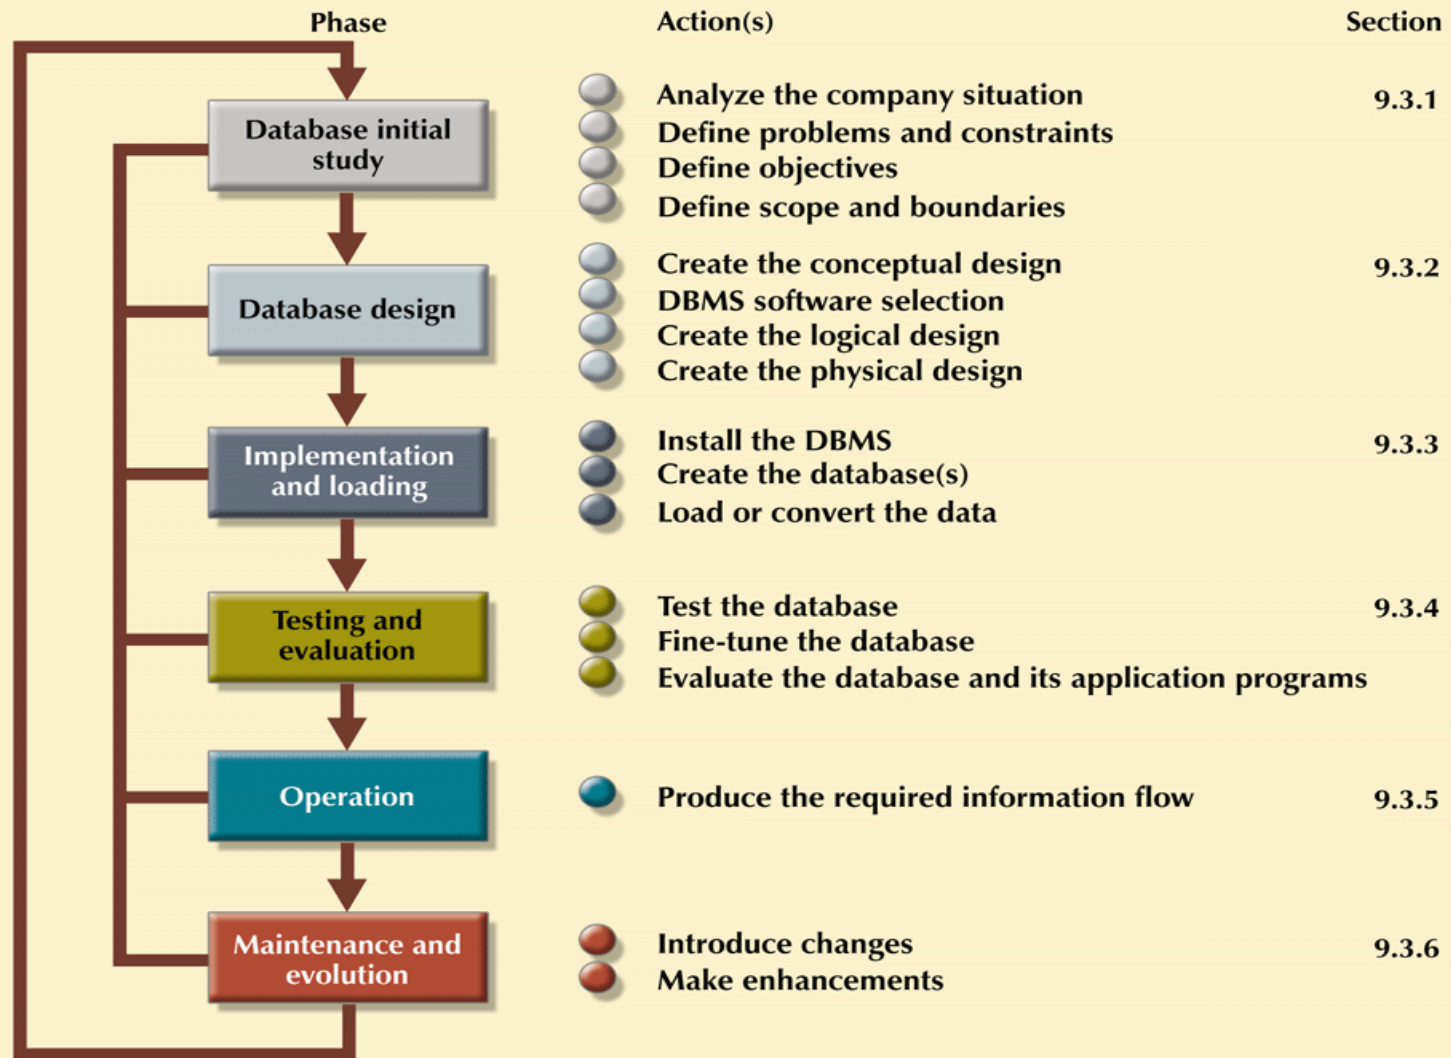 Phase Action(s) Section
Database initial
study
Analyze the company situation 9.3.1
Define problems and constraints
Define objectives
Define scope and boundaries
Database design
Create the conceptual design 9.3.2
DBMS software selection
Create the logical design
Create the physical design
Implementation
and loading
Install the DBMS 9.3.3
Create the database(s)
Load or convert the data
Testing and
evaluation
Test the database 9.3.4
Fine-tune the database
Evaluate the database and its application programs
Operation
Produce the required information flow 9.3.5
Maintenance and
evolution
Introduce changes 9.3.6
Make enhancements